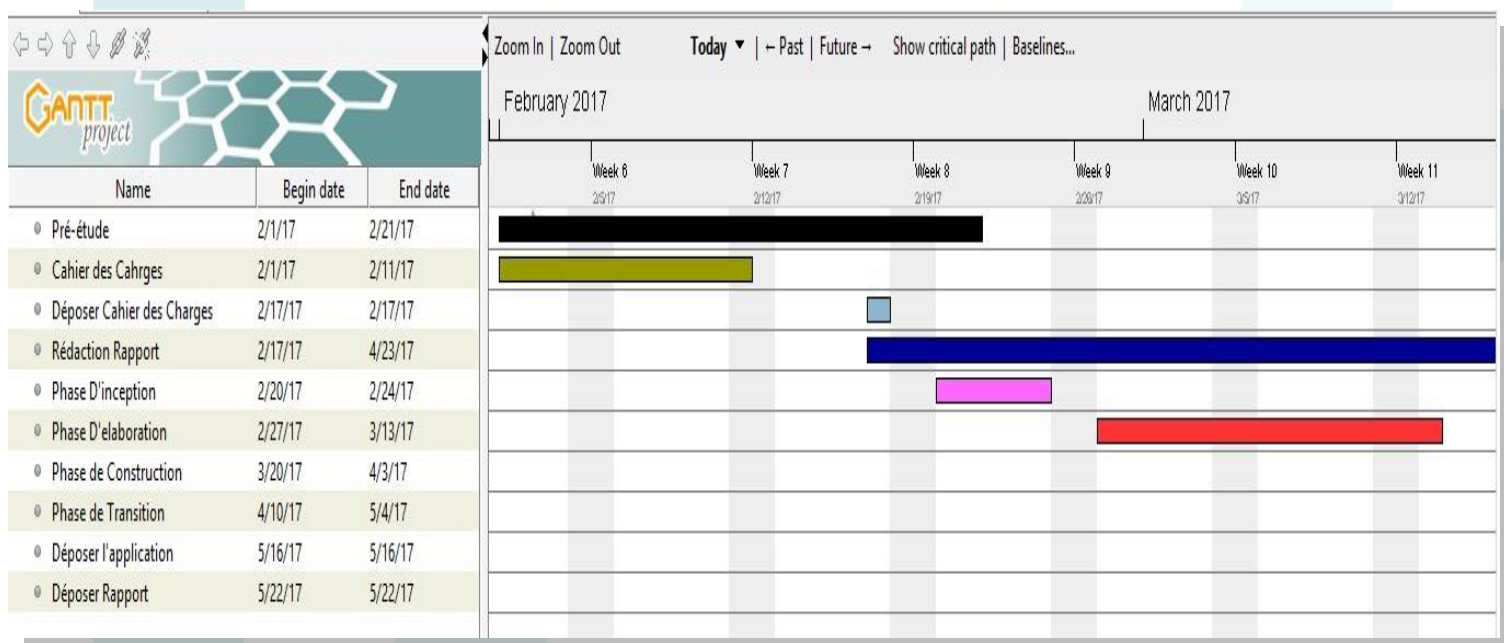 Zoom In | Zoom Out Today ▼ | ←Past | Future→ Show critical path | Baselines...
GANTT
project
February 2017 March 2017
Week 6 Week 7 Week 8 Week 9 Week 10 Week 11
2/5/17 2/12/17 2/19/17 2/26/17 3/5/17 3/12/17
Name Begin date End date
Pré-étude 2/1/17 2/21/17
Cahier des Cahrges 2/1/17 2/11/17
Déposer Cahier des Charges 2/17/17 2/17/17
Rédaction Rapport 2/17/17 4/23/17
Phase D'inception 2/20/17 2/24/17
Phase D'elaboration 2/27/17 3/13/17
Phase de Construction 3/20/17 4/3/17
Phase de Transition 4/10/17 5/4/17
Déposer l'application 5/16/17 5/16/17
Déposer Rapport 5/22/17 5/22/17